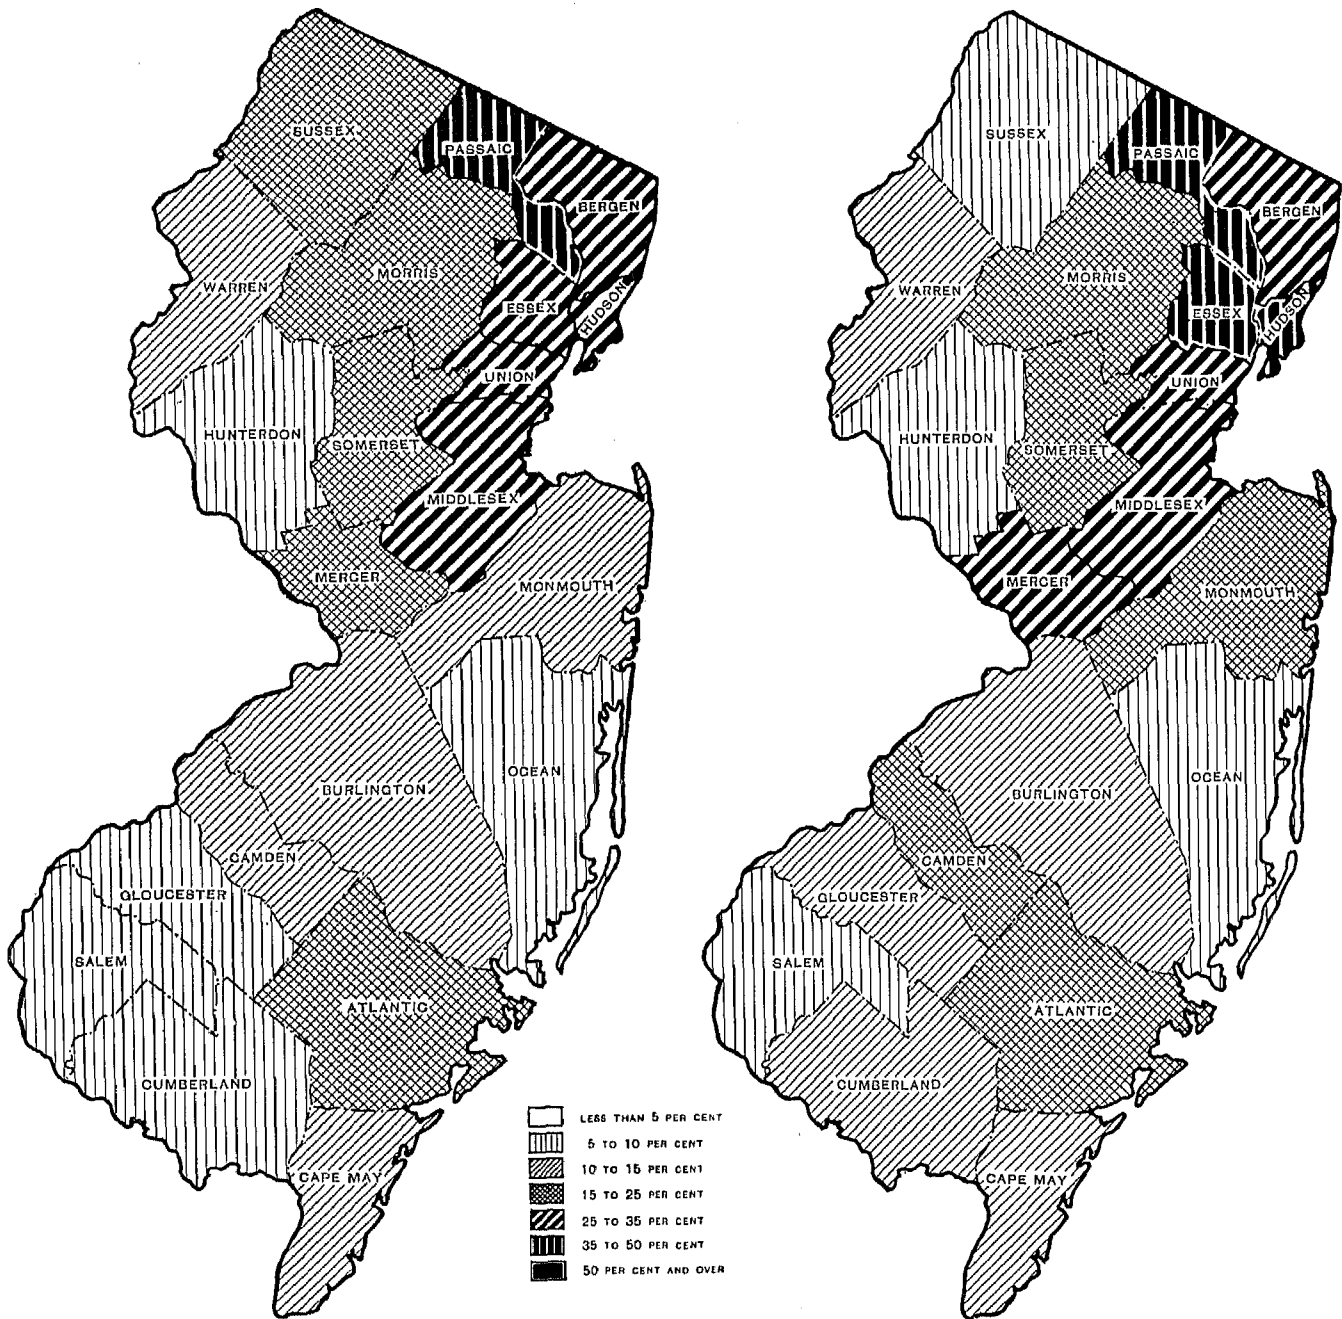 SUSSEX
PASSAIC
BERGEN
WARREN
MORRIS
ESSEX
HUDSON
UNION
HUNTERDON
SOMERSET
MIDDLESEX
MERCER
MONMOUTH
OCEAN
BURLINGTON
CAMDEN
GLOUCESTER
SALEM
ATLANTIC
CUMBERLAND
CAPE MAY
SUSSEX
PASSAIC
BERGEN
WARREN
MORRIS
ESSEX
HUDSON
UNION
HUNTERDON
SOMERSET
MIDDLESEX
MERCER
MONMOUTH
OCEAN
BURLINGTON
CAMDEN
GLOUCESTER
SALEM
ATLANTIC
CUMBERLAND
CAPE MAY
LESS THAN 5 PER CENT
5 TO 10 PER CENT
10 TO 15 PER CENT
15 TO 25 PER CENT
25 TO 35 PER CENT
35 TO 50 PER CENT
50 PER CENT AND OVER